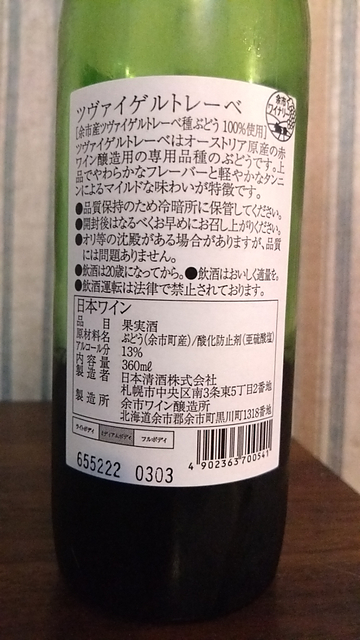 ツヴァイゲルトレーベ
余市
ワイナリー
[余市産ツヴァイゲルトレーベ種ぶどう 100%使用]
ツヴァイゲルトレーベはオーストリア原産の赤
ワイン醸造用の専用品種のぶどうです。上
品でやわらかなフレーバーと軽やかなタンニ
ンによるマイルドな味わいが特徴です。
●品質保持のため冷暗所に保管してください。
●開封後はなるべくお早めにお召し上がりください。
●オリ等の沈殿がある場合がありますが、品質
には問題ありません。
●飲酒は20歳になってから。●飲酒はおいしく適量を。
●飲酒運転は法律で禁止されております。
日本ワイン
品目 果実酒
原材料名 ぶどう(余市町産)/酸化防止剤(亜硫酸塩)
アルコール分 13%
内容量 360㎖
製造者 日本清酒株式会社
札幌市中央区南3条東5丁目2番地
製造所 余市ワイン醸造所
北海道余市郡余市町黒川町1318番地
ライトボディ ミディアムボディ フルボディ
655222 0303
4 902363 700541